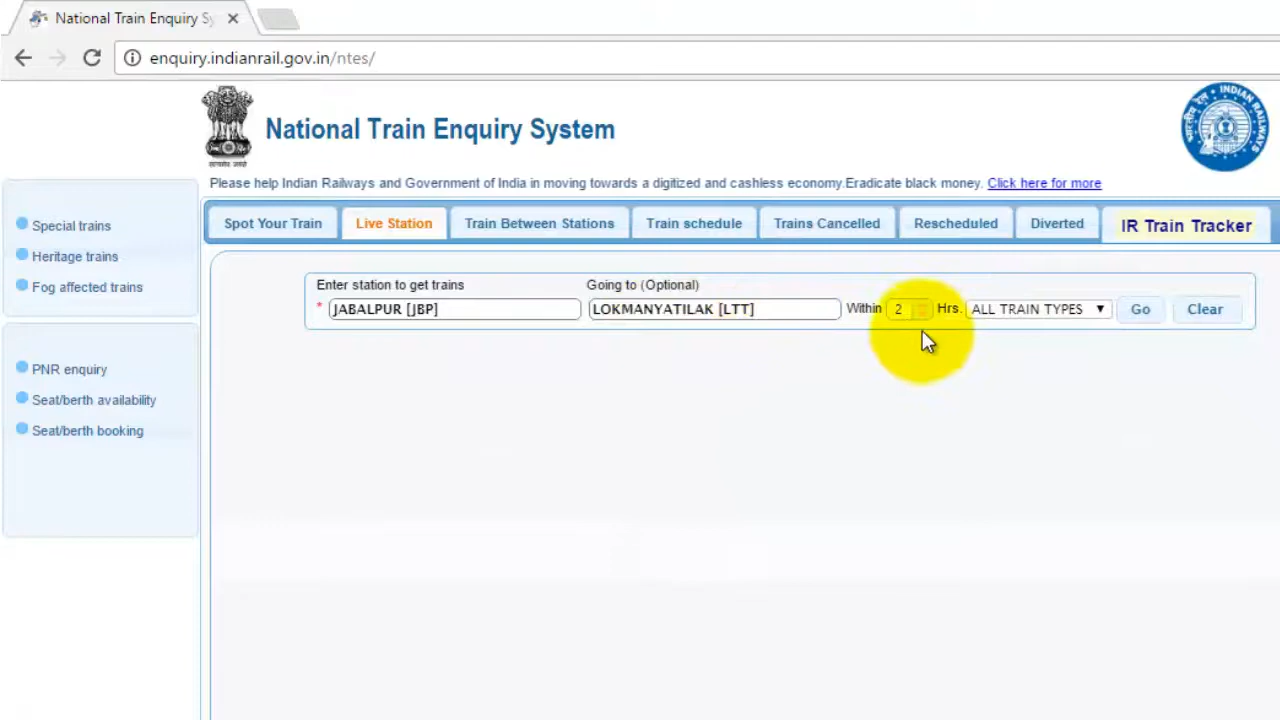 National Train Enquiry Sy
enquiry.indianrail.gov.in/ntes/
National Train Enquiry System
Please help Indian Railways and Government of India in moving towards a digitized and cashless economy.Eradicate black money. Click here for more
Spot Your Train Live Station Train Between Stations Train schedule Trains Cancelled Rescheduled Diverted IR Train Tracker
Special trains
Heritage trains
Fog affected trains
Enter station to get trains Going to (Optional)
* JABALPUR [JBP] LOKMANYATILAK [LTT] Within 2 Hrs. ALL TRAIN TYPES Go Clear
PNR enquiry
Seat/berth availability
Seat/berth booking